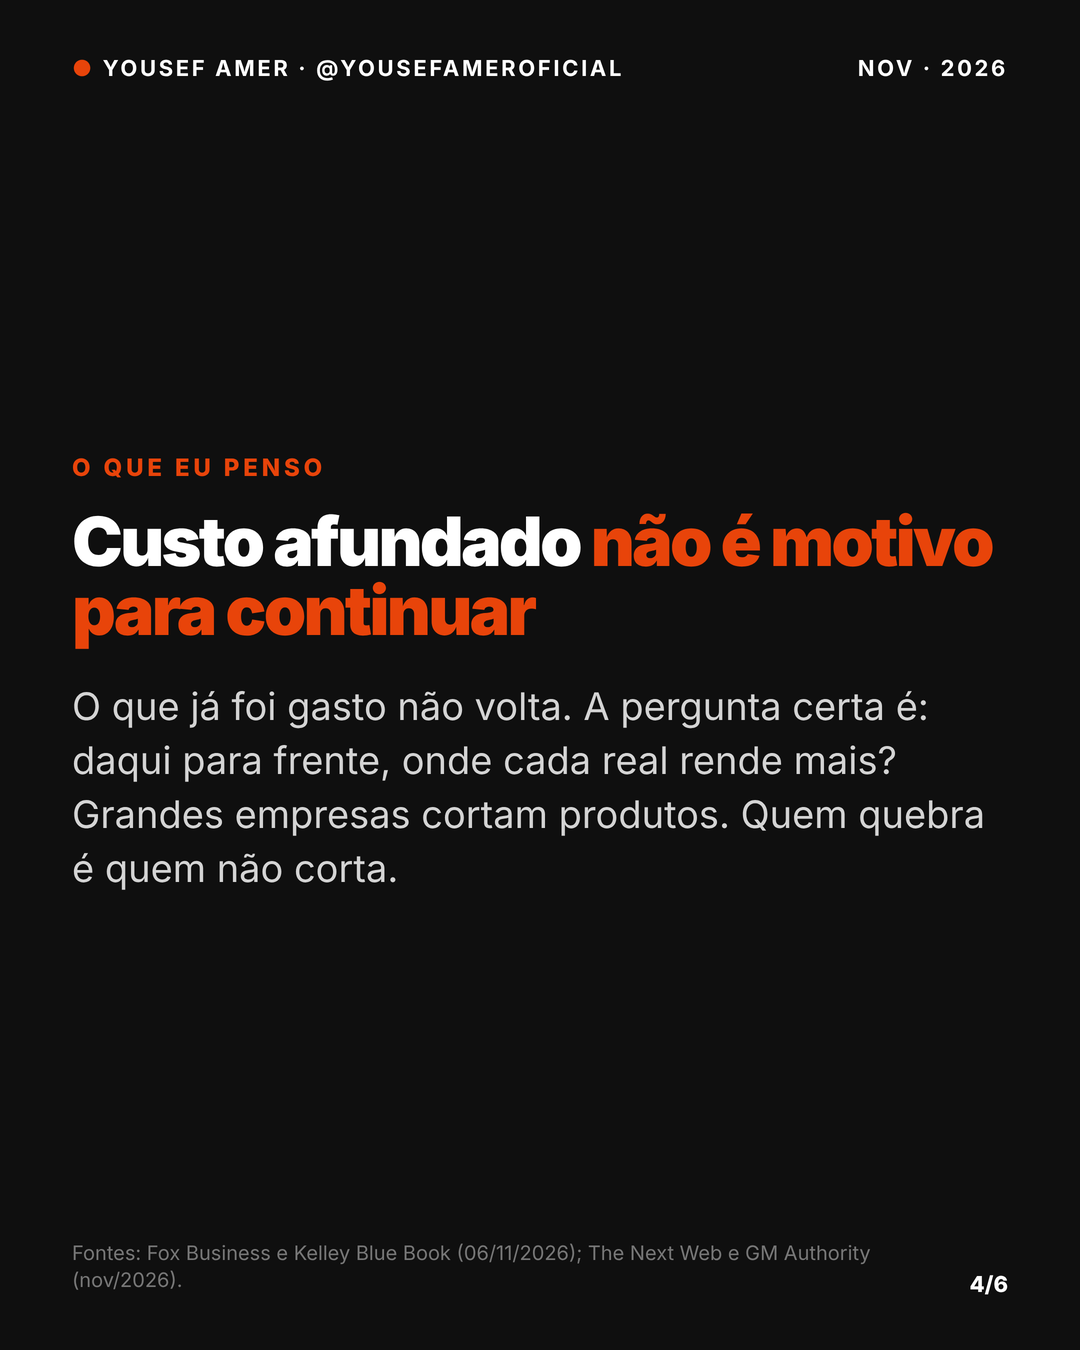 YOUSEF AMER · @YOUSEFAMEROFICIAL
NOV · 2026
O QUE EU PENSO
Custo afundado não é motivo
para continuar
O que já foi gasto não volta. A pergunta certa é:
daqui para frente, onde cada real rende mais?
Grandes empresas cortam produtos. Quem quebra
é quem não corta.
Fontes: Fox Business e Kelley Blue Book (06/11/2026); The Next Web e GM Authority
(nov/2026).
4/6